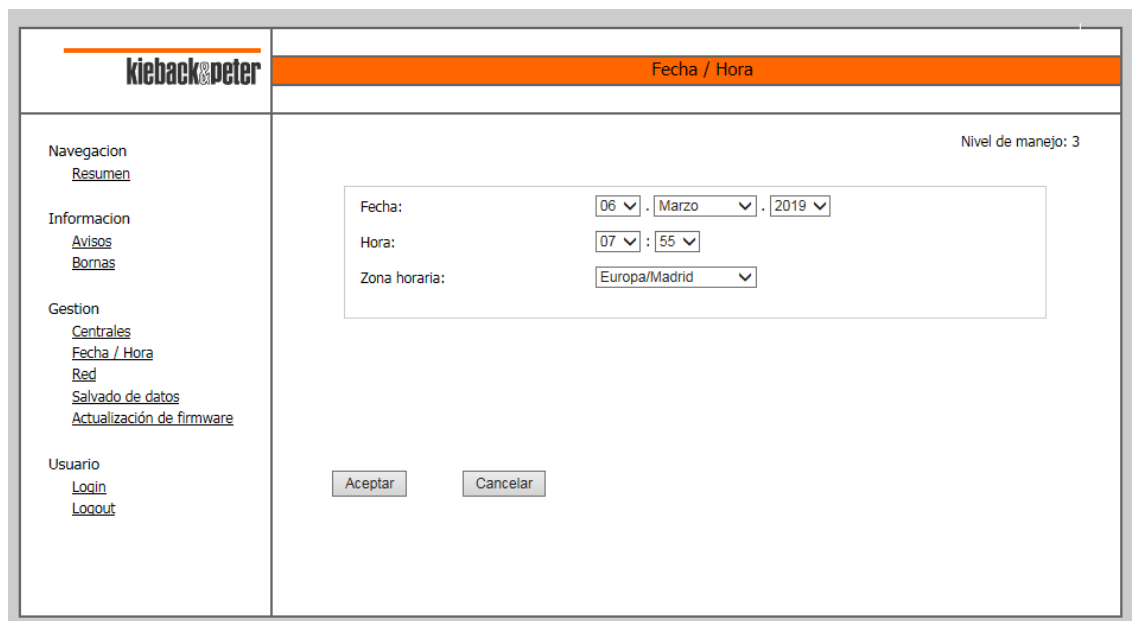 kieback&peter
Fecha / Hora
Nivel de manejo: 3
Navegacion
Resumen
Informacion
Avisos
Bornas
Gestion
Centrales
Fecha / Hora
Red
Salvado de datos
Actualización de firmware
Usuario
Login
Logout
Fecha: 06 . Marzo . 2019
Hora: 07 : 55
Zona horaria: Europa/Madrid
Aceptar Cancelar